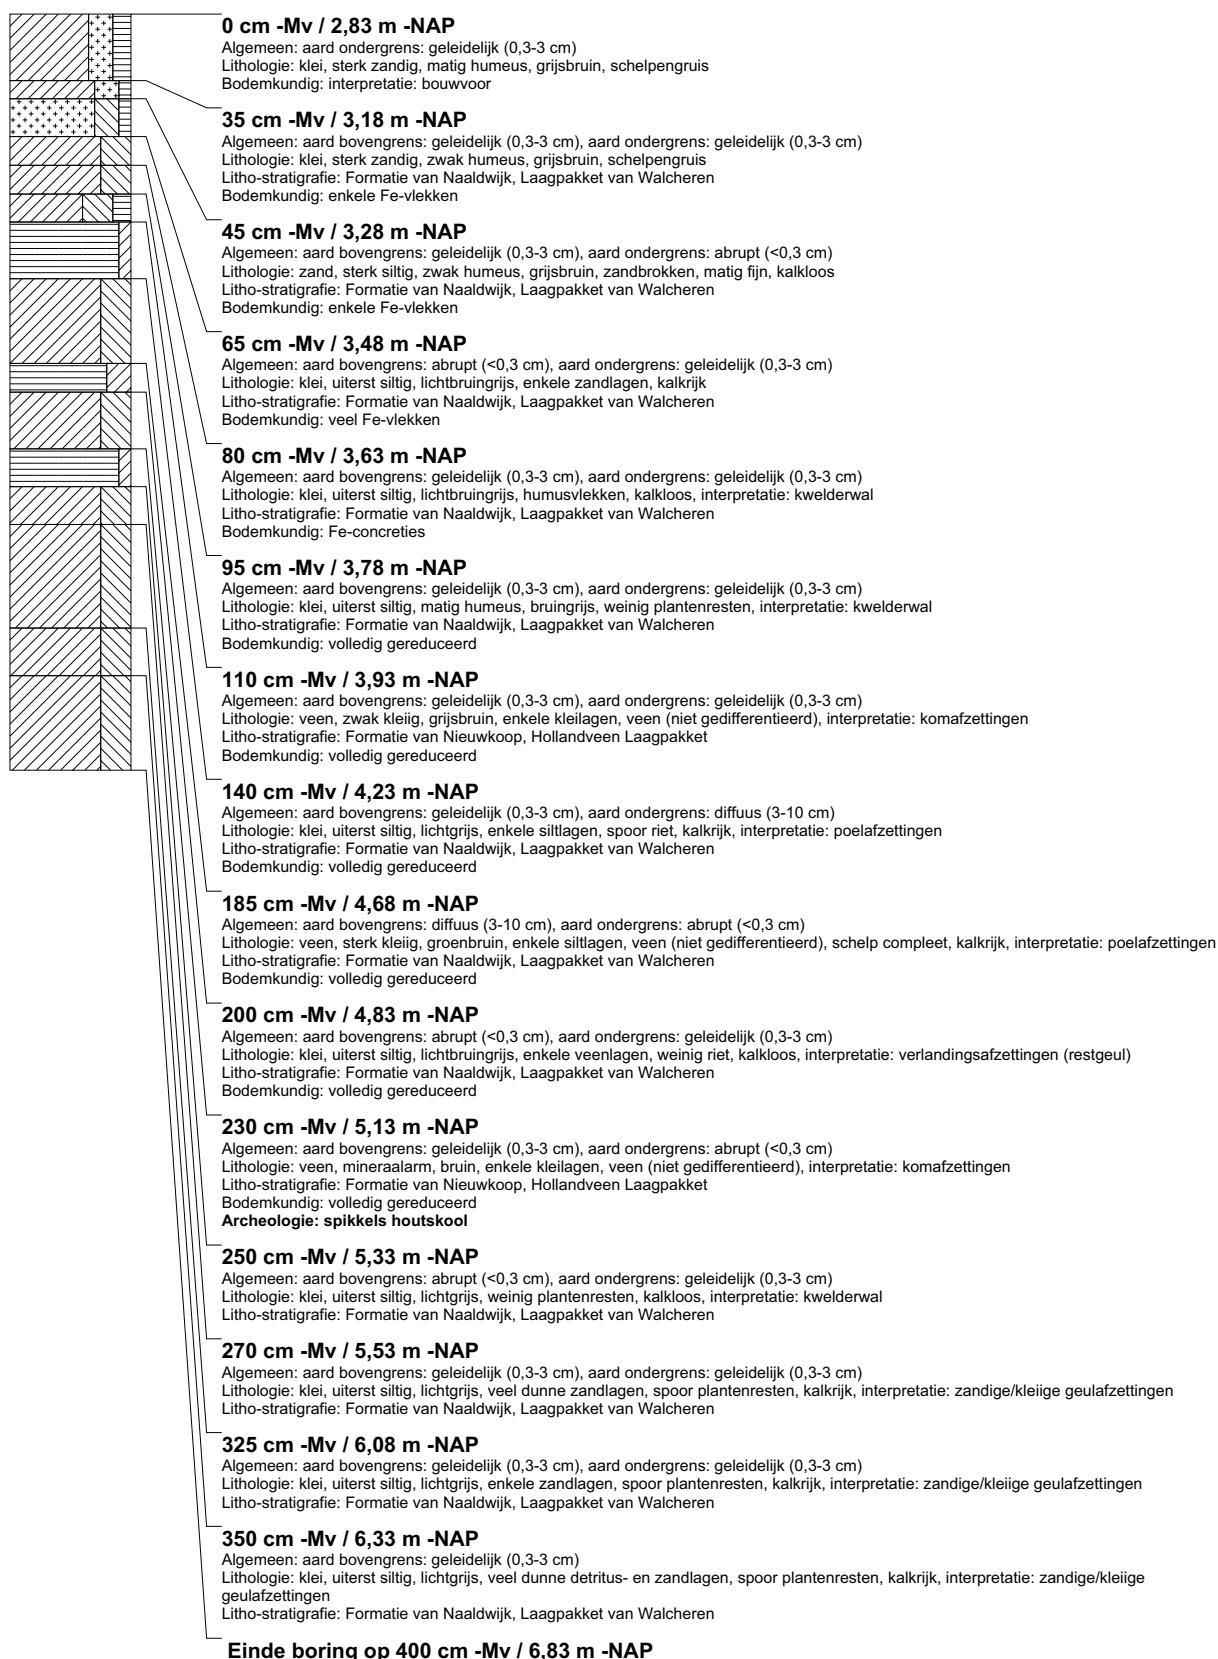 0 cm -Mv / 2,83 m -NAP
Algemeen: aard ondergrens: geleidelijk (0,3-3 cm)
Lithologie: klei, sterk zandig, matig humeus, grijsbruin, schelpengruis
Bodemkundig: interpretatie: bouwvoor
35 cm -Mv / 3,18 m -NAP
Algemeen: aard bovengrens: geleidelijk (0,3-3 cm), aard ondergrens: geleidelijk (0,3-3 cm)
Lithologie: klei, sterk zandig, zwak humeus, grijsbruin, schelpengruis
Litho-stratigrafie: Formatie van Naaldwijk, Laagpakket van Walcheren
Bodemkundig: enkele Fe-vlekken
45 cm -Mv / 3,28 m -NAP
Algemeen: aard bovengrens: geleidelijk (0,3-3 cm), aard ondergrens: abrupt (<0,3 cm)
Lithologie: zand, sterk siltig, zwak humeus, grijsbruin, zandbrokken, matig fijn, kalkloos
Litho-stratigrafie: Formatie van Naaldwijk, Laagpakket van Walcheren
Bodemkundig: enkele Fe-vlekken
65 cm -Mv / 3,48 m -NAP
Algemeen: aard bovengrens: abrupt (<0,3 cm), aard ondergrens: geleidelijk (0,3-3 cm)
Lithologie: klei, uiterst siltig, lichtbruingrijs, enkele zandlagen, kalkrijk
Litho-stratigrafie: Formatie van Naaldwijk, Laagpakket van Walcheren
Bodemkundig: veel Fe-vlekken
80 cm -Mv / 3,63 m -NAP
Algemeen: aard bovengrens: geleidelijk (0,3-3 cm), aard ondergrens: geleidelijk (0,3-3 cm)
Lithologie: klei, uiterst siltig, lichtbruingrijs, humusvlekken, kalkloos, interpretatie: kwelderwal
Litho-stratigrafie: Formatie van Naaldwijk, Laagpakket van Walcheren
Bodemkundig: Fe-concreties
95 cm -Mv / 3,78 m -NAP
Algemeen: aard bovengrens: geleidelijk (0,3-3 cm), aard ondergrens: geleidelijk (0,3-3 cm)
Lithologie: klei, uiterst siltig, matig humeus, bruingrijs, weinig plantenresten, interpretatie: kwelderwal
Litho-stratigrafie: Formatie van Naaldwijk, Laagpakket van Walcheren
Bodemkundig: volledig gereduceerd
110 cm -Mv / 3,93 m -NAP
Algemeen: aard bovengrens: geleidelijk (0,3-3 cm), aard ondergrens: geleidelijk (0,3-3 cm)
Lithologie: veen, zwak kleiig, grijsbruin, enkele kleilagen, veen (niet gedifferentieerd), interpretatie: komafzettingen
Litho-stratigrafie: Formatie van Nieuwkoop, Hollandveen Laagpakket
Bodemkundig: volledig gereduceerd
140 cm -Mv / 4,23 m -NAP
Algemeen: aard bovengrens: geleidelijk (0,3-3 cm), aard ondergrens: diffuus (3-10 cm)
Lithologie: klei, uiterst siltig, lichtgrijs, enkele siltlagen, spoor riet, kalkrijk, interpretatie: poelafzettingen
Litho-stratigrafie: Formatie van Naaldwijk, Laagpakket van Walcheren
Bodemkundig: volledig gereduceerd
185 cm -Mv / 4,68 m -NAP
Algemeen: aard bovengrens: diffuus (3-10 cm), aard ondergrens: abrupt (<0,3 cm)
Lithologie: veen, sterk kleiig, groenbruin, enkele siltlagen, veen (niet gedifferentieerd), schelp compleet, kalkrijk, interpretatie: poelafzettingen
Litho-stratigrafie: Formatie van Naaldwijk, Laagpakket van Walcheren
Bodemkundig: volledig gereduceerd
200 cm -Mv / 4,83 m -NAP
Algemeen: aard bovengrens: abrupt (<0,3 cm), aard ondergrens: geleidelijk (0,3-3 cm)
Lithologie: klei, uiterst siltig, lichtbruingrijs, enkele veenlagen, weinig riet, kalkloos, interpretatie: verlandingsafzettingen (restgeul)
Litho-stratigrafie: Formatie van Naaldwijk, Laagpakket van Walcheren
Bodemkundig: volledig gereduceerd
230 cm -Mv / 5,13 m -NAP
Algemeen: aard bovengrens: geleidelijk (0,3-3 cm), aard ondergrens: abrupt (<0,3 cm)
Lithologie: veen, mineraalarm, bruin, enkele kleilagen, veen (niet gedifferentieerd), interpretatie: komafzettingen
Litho-stratigrafie: Formatie van Nieuwkoop, Hollandveen Laagpakket
Bodemkundig: volledig gereduceerd
Archeologie: spikkels houtskool
250 cm -Mv / 5,33 m -NAP
Algemeen: aard bovengrens: abrupt (<0,3 cm), aard ondergrens: geleidelijk (0,3-3 cm)
Lithologie: klei, uiterst siltig, lichtgrijs, weinig plantenresten, kalkloos, interpretatie: kwelderwal
Litho-stratigrafie: Formatie van Naaldwijk, Laagpakket van Walcheren
270 cm -Mv / 5,53 m -NAP
Algemeen: aard bovengrens: geleidelijk (0,3-3 cm), aard ondergrens: geleidelijk (0,3-3 cm)
Lithologie: klei, uiterst siltig, lichtgrijs, veel dunne zandlagen, spoor plantenresten, kalkrijk, interpretatie: zandige/kleiige geulafzettingen
Litho-stratigrafie: Formatie van Naaldwijk, Laagpakket van Walcheren
325 cm -Mv / 6,08 m -NAP
Algemeen: aard bovengrens: geleidelijk (0,3-3 cm), aard ondergrens: geleidelijk (0,3-3 cm)
Lithologie: klei, uiterst siltig, lichtgrijs, enkele zandlagen, spoor plantenresten, kalkrijk, interpretatie: zandige/kleiige geulafzettingen
Litho-stratigrafie: Formatie van Naaldwijk, Laagpakket van Walcheren
350 cm -Mv / 6,33 m -NAP
Algemeen: aard bovengrens: geleidelijk (0,3-3 cm)
Lithologie: klei, uiterst siltig, lichtgrijs, veel dunne detritus- en zandlagen, spoor plantenresten, kalkrijk, interpretatie: zandige/kleiige
geulafzettingen
Litho-stratigrafie: Formatie van Naaldwijk, Laagpakket van Walcheren
Einde boring op 400 cm -Mv / 6,83 m -NAP